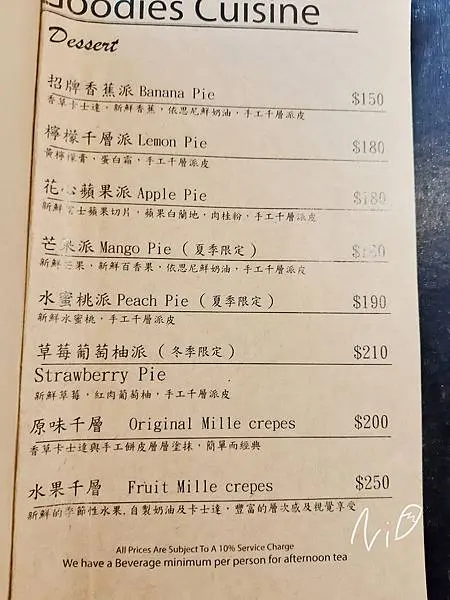 Goodies Cuisine
Dessert
招牌香蕉派 Banana Pie $150
香草卡士達，新鮮香蕉，依思尼鮮奶油，手工千層派皮
檸檬千層派 Lemon Pie $180
黃檸檬膏，蛋白霜，手工千層派皮
花心蘋果派 Apple Pie $180
新鮮富士蘋果切片，蘋果白蘭地，肉桂粉，手工千層派皮
芒果派 Mango Pie（夏季限定）
新鮮芒果，新鮮百香果，依思尼鮮奶油，手工千層派皮
水蜜桃派 Peach Pie（夏季限定） $190
新鮮水蜜桃，手工千層派皮
草莓葡萄柚派（冬季限定） $210
Strawberry Pie
新鮮草莓，紅肉葡萄柚，手工千層派皮
原味千層 Original Mille crepes $200
香草卡士達與手工餅皮層層塗抹，簡單而經典
水果千層 Fruit Mille crepes $250
新鮮的季節性水果,自製奶油及卡士達，豐富的層次感及視覺享受
All Prices Are Subject To A 10% Service Charge
We have a Beverage minimum per person for afternoon tea